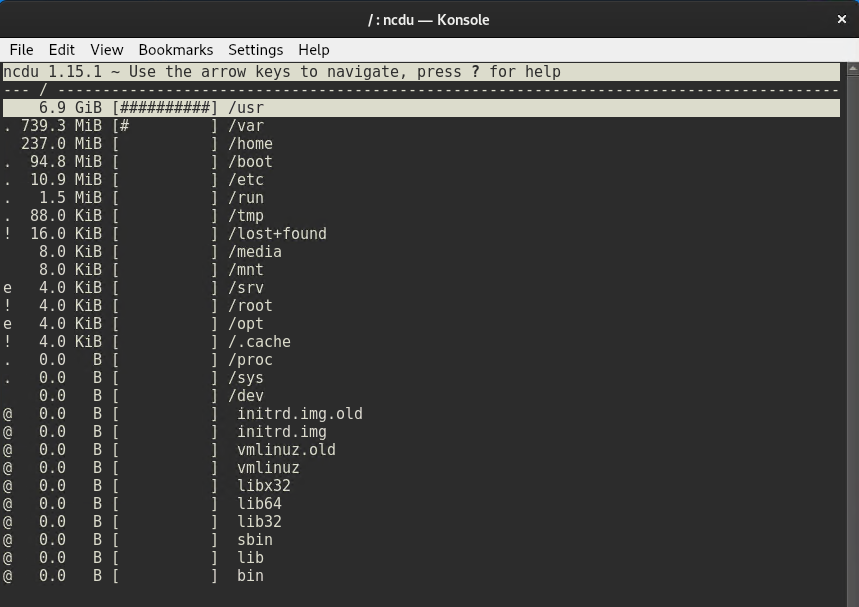 / : ncdu — Konsole
File Edit View Bookmarks Settings Help
ncdu 1.15.1 ~ Use the arrow keys to navigate, press ? for help
--- / ----------------------------------------------------------------------------------------
    6.9 GiB [##########] /usr
. 739.3 MiB [#         ] /var
  237.0 MiB [          ] /home
.  94.8 MiB [          ] /boot
.  10.9 MiB [          ] /etc
.   1.5 MiB [          ] /run
.  88.0 KiB [          ] /tmp
!  16.0 KiB [          ] /lost+found
    8.0 KiB [          ] /media
    8.0 KiB [          ] /mnt
e   4.0 KiB [          ] /srv
!   4.0 KiB [          ] /root
e   4.0 KiB [          ] /opt
!   4.0 KiB [          ] /.cache
.   0.0   B [          ] /proc
.   0.0   B [          ] /sys
    0.0   B [          ] /dev
@   0.0   B [          ]  initrd.img.old
@   0.0   B [          ]  initrd.img
@   0.0   B [          ]  vmlinuz.old
@   0.0   B [          ]  vmlinuz
@   0.0   B [          ]  libx32
@   0.0   B [          ]  lib64
@   0.0   B [          ]  lib32
@   0.0   B [          ]  sbin
@   0.0   B [          ]  lib
@   0.0   B [          ]  bin